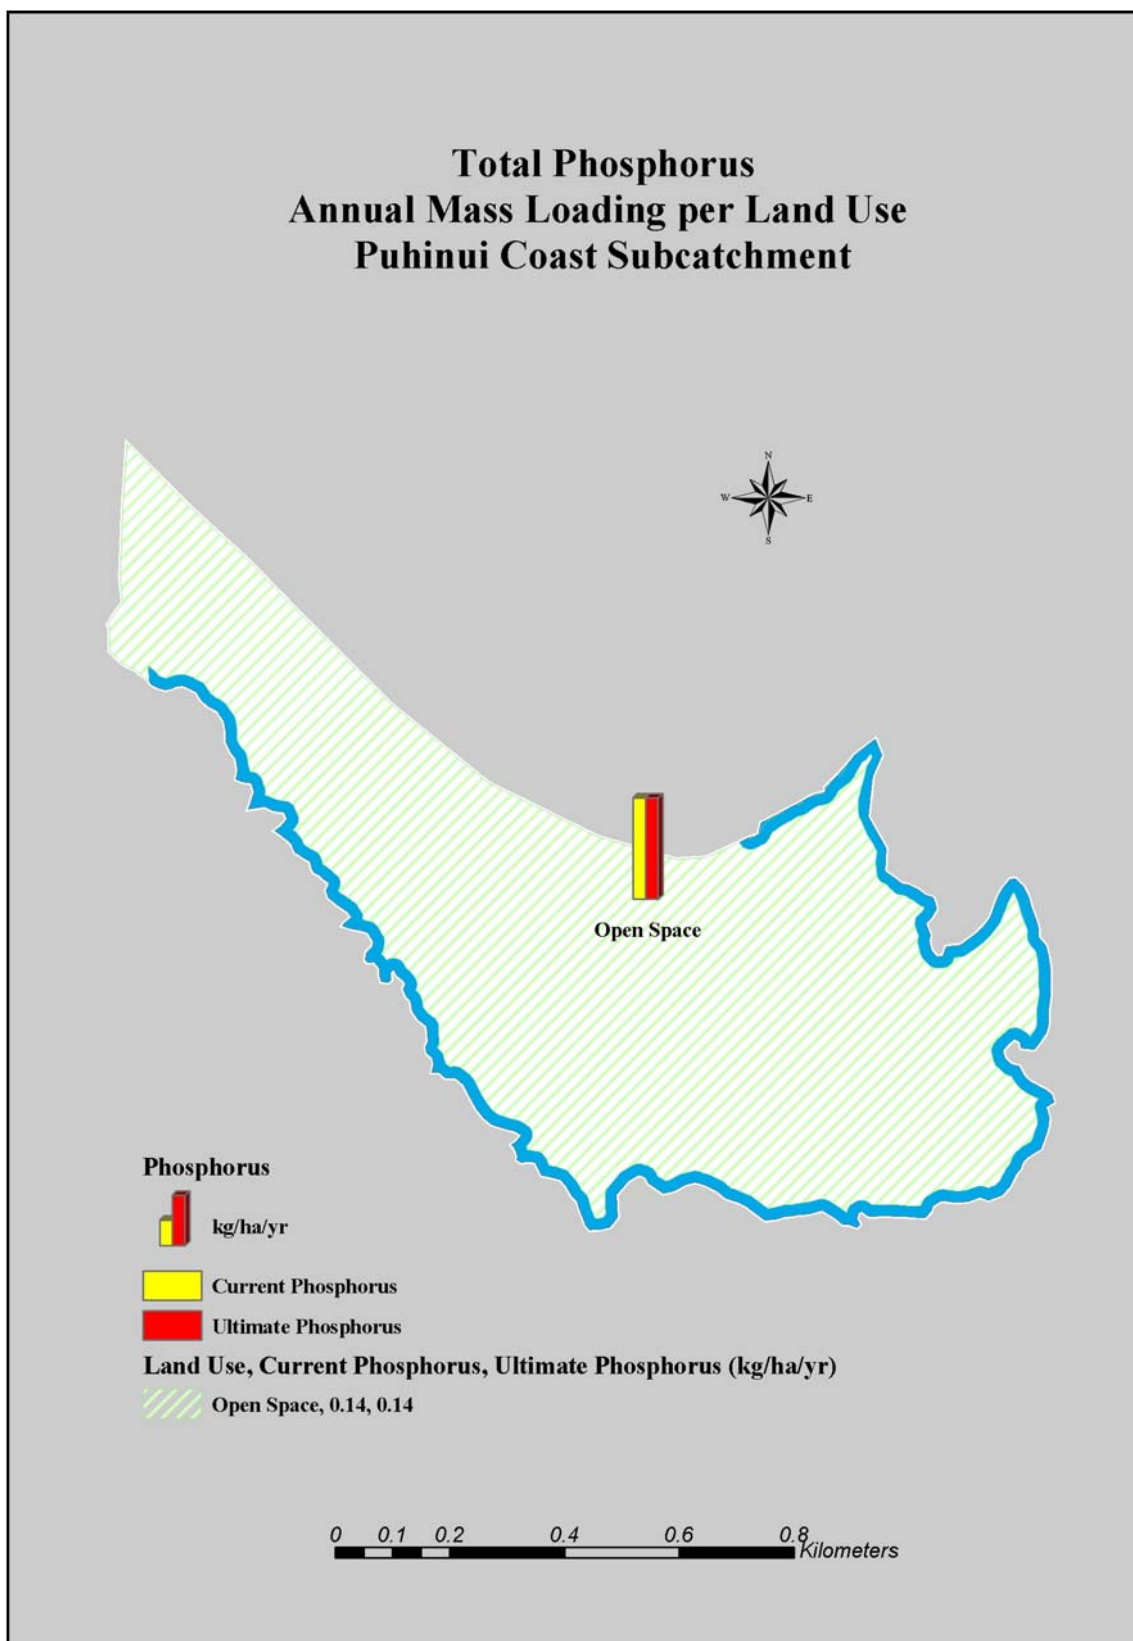 Total Phosphorus
Annual Mass Loading per Land Use
Puhinui Coast Subcatchment
N
W E
S
Open Space
Phosphorus
kg/ha/yr
Current Phosphorus
Ultimate Phosphorus
Land Use, Current Phosphorus, Ultimate Phosphorus (kg/ha/yr)
Open Space, 0.14, 0.14
0 0.1 0.2 0.4 0.6 0.8
Kilometers